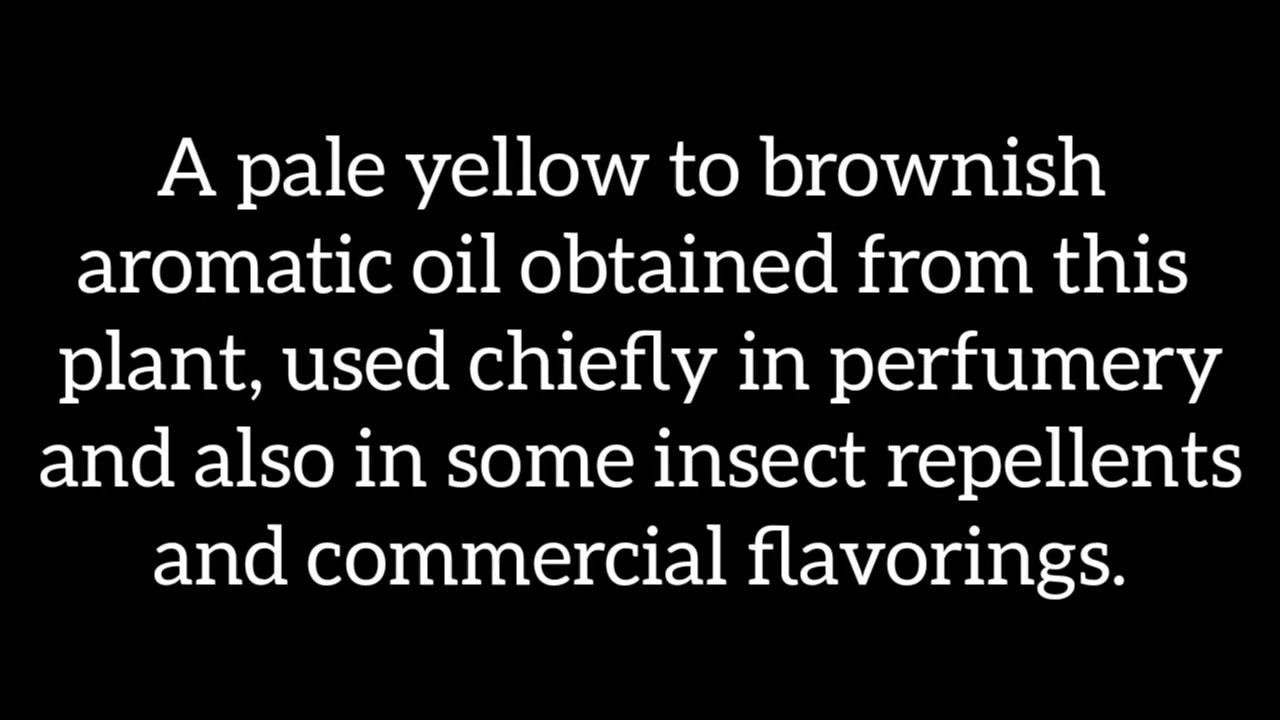 A pale yellow to brownish
aromatic oil obtained from this
plant, used chiefly in perfumery
and also in some insect repellents
and commercial flavorings.